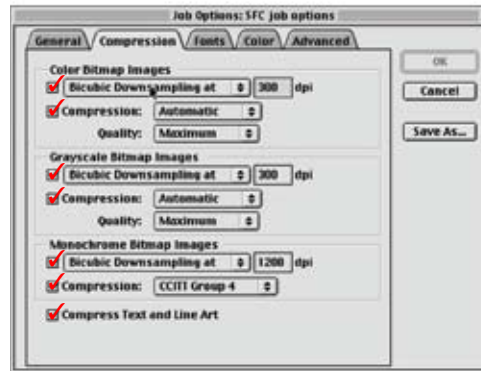 Job Options: SFC job options
General Compression Fonts Color Advanced
Color Bitmap Images
Bicubic Downsampling at 300 dpi
Compression: Automatic
Quality: Maximum
Grayscale Bitmap Images
Bicubic Downsampling at 300 dpi
Compression: Automatic
Quality: Maximum
Monochrome Bitmap Images
Bicubic Downsampling at 1200 dpi
Compression: CCITT Group 4
Compress Text and Line Art
OK
Cancel
Save As...